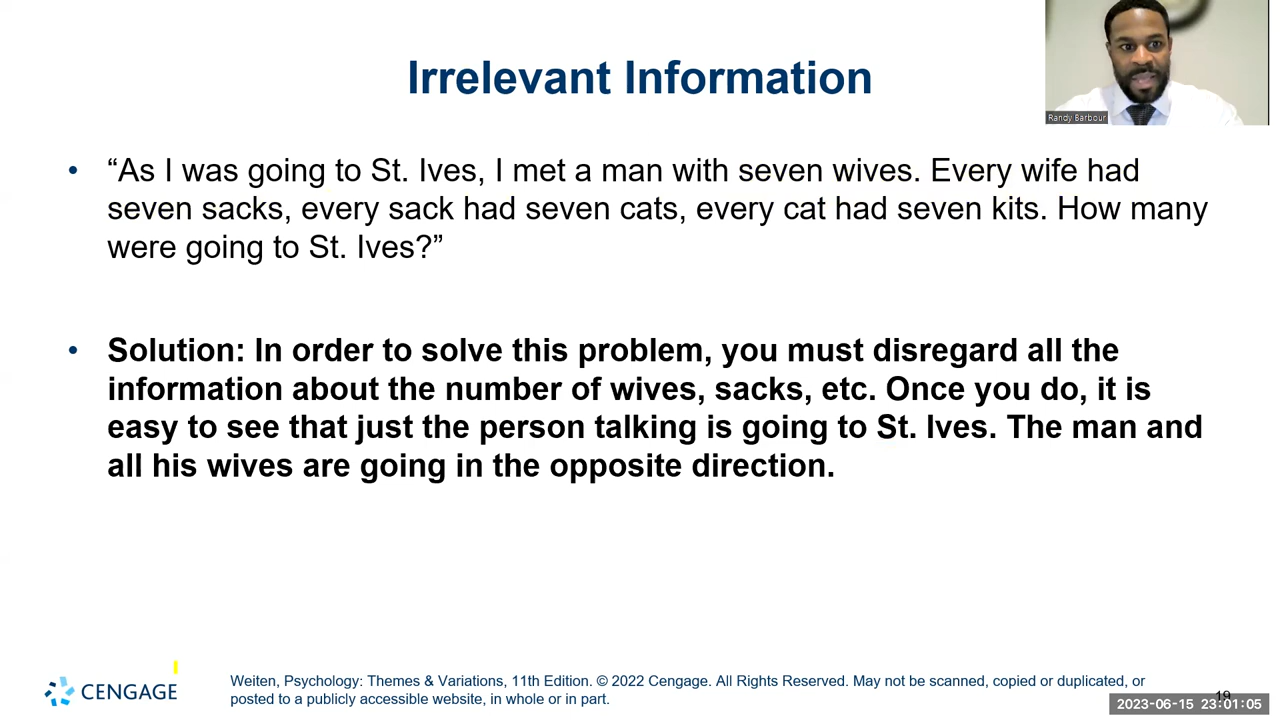 Irrelevant Information
Randy Barbour
• “As I was going to St. Ives, I met a man with seven wives. Every wife had
seven sacks, every sack had seven cats, every cat had seven kits. How many
were going to St. Ives?”
• Solution: In order to solve this problem, you must disregard all the
information about the number of wives, sacks, etc. Once you do, it is
easy to see that just the person talking is going to St. Ives. The man and
all his wives are going in the opposite direction.
CENGAGE
Weiten, Psychology: Themes & Variations, 11th Edition. © 2022 Cengage. All Rights Reserved. May not be scanned, copied or duplicated, or
posted to a publicly accessible website, in whole or in part.
19
2023-06-15 23:01:05